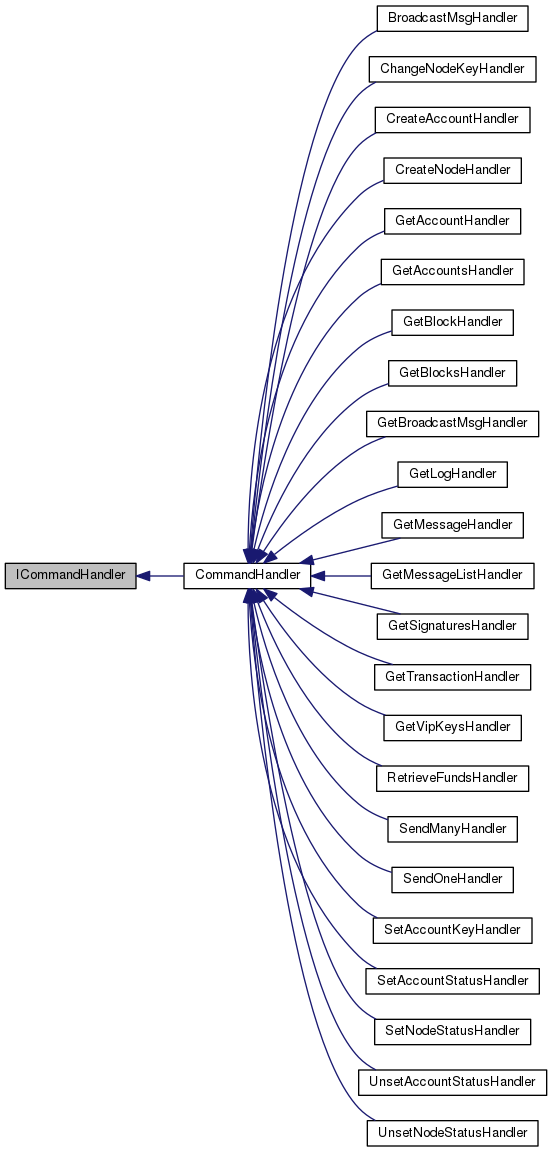 BroadcastMsgHandler
ChangeNodeKeyHandler
CreateAccountHandler
CreateNodeHandler
GetAccountHandler
GetAccountsHandler
GetBlockHandler
GetBlocksHandler
GetBroadcastMsgHandler
GetLogHandler
GetMessageHandler
ICommandHandler
CommandHandler
GetMessageListHandler
GetSignaturesHandler
GetTransactionHandler
GetVipKeysHandler
RetrieveFundsHandler
SendManyHandler
SendOneHandler
SetAccountKeyHandler
SetAccountStatusHandler
SetNodeStatusHandler
UnsetAccountStatusHandler
UnsetNodeStatusHandler